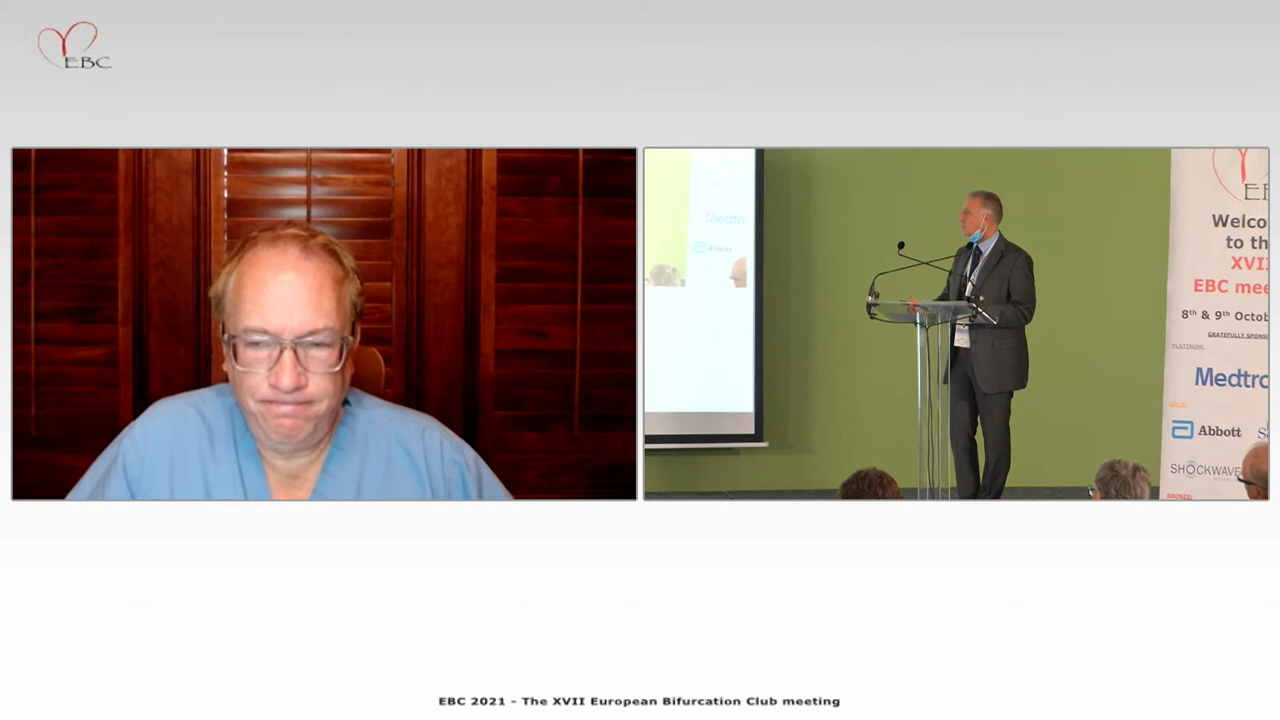 EBC
Medtro
Abbott
Welco
to th
XVI
EBC mee
8th & 9th Octob
GRATEFULLY SPONS
PLATINUM:
Medtro
GOLD:
Abbott
SHOCKWAVE
BRONZE:
EBC 2021 - The XVII European Bifurcation Club meeting